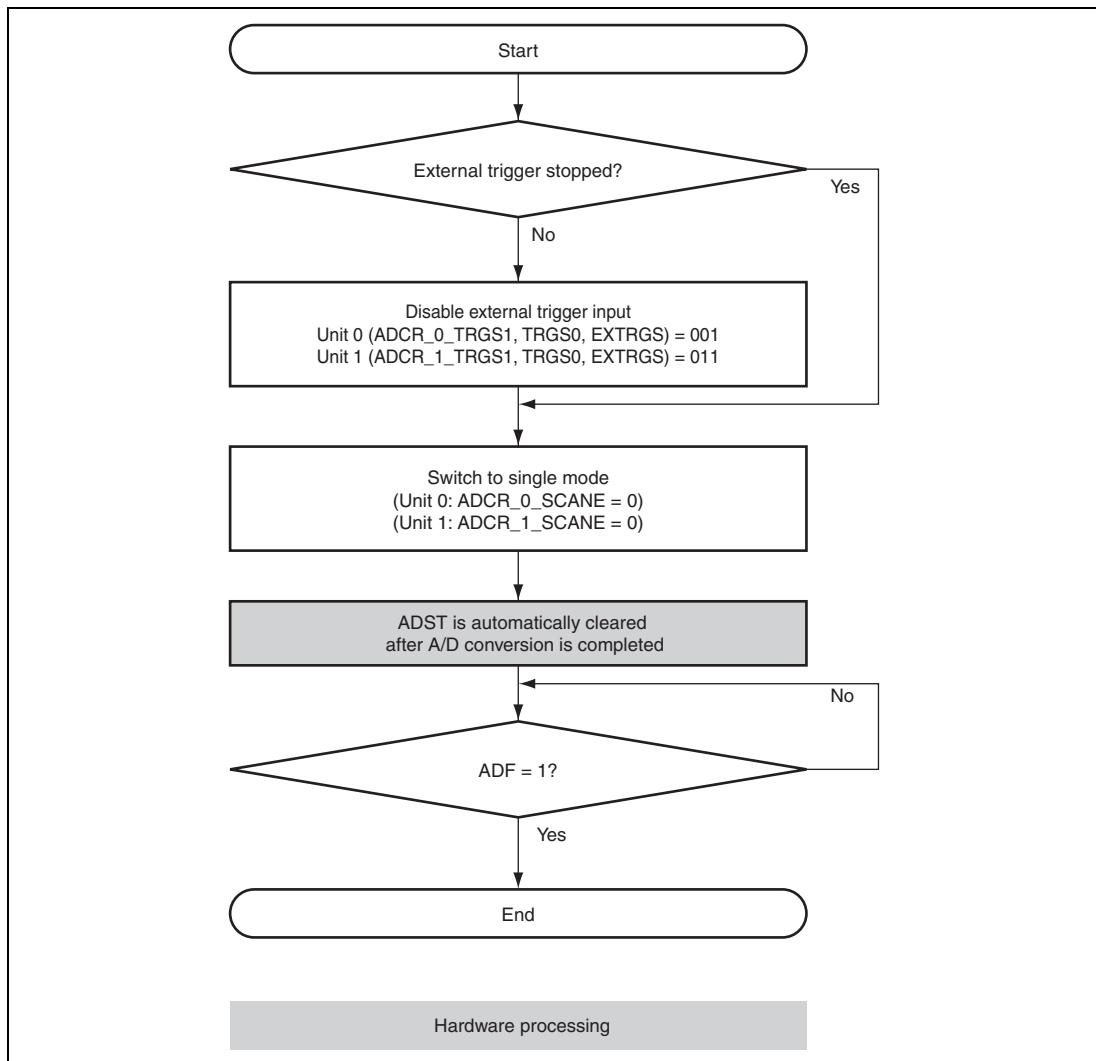 Start
External trigger stopped?
Yes
No
Disable external trigger input
Unit 0 (ADCR_0_TRGS1, TRGS0, EXTRGS) = 001
Unit 1 (ADCR_1_TRGS1, TRGS0, EXTRGS) = 011
Switch to single mode
(Unit 0: ADCR_0_SCANE = 0)
(Unit 1: ADCR_1_SCANE = 0)
ADST is automatically cleared
after A/D conversion is completed
No
ADF = 1?
Yes
End
Hardware processing